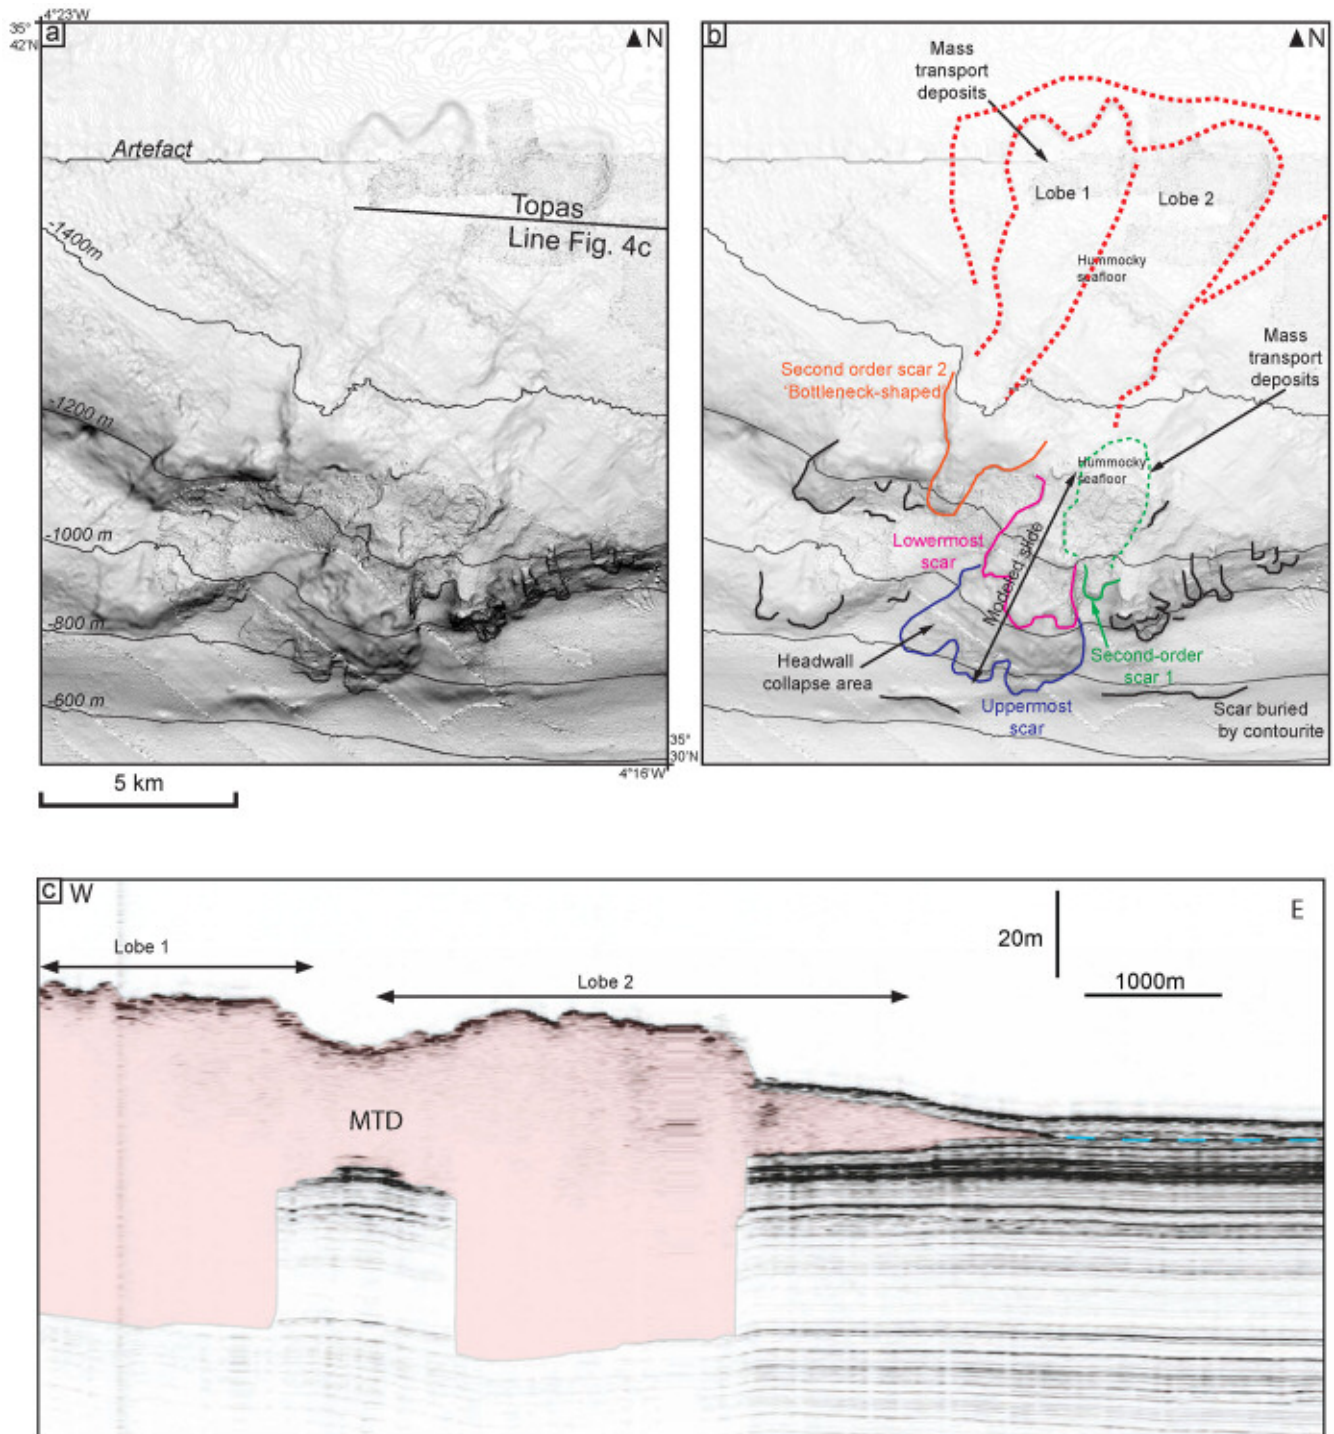 4°23'W
35°
42'N
a
N
Artefact
Topas
Line Fig. 4c
-1400m
-1200 m
-1000 m
-800 m
-600 m
35°
30'N
4°16'W
5 km
b
N
Mass
transport
deposits
Lobe 1
Lobe 2
Hummocky
seafloor
Mass
transport
deposits
Second order scar 2
'Bottleneck-shaped'
Hummocky
seafloor
Lowermost
scar
Modeled slide
Headwall
collapse area
Second-order
scar 1
Uppermost
scar
Scar buried
by contourite
c W
E
Lobe 1
20m
Lobe 2
1000m
MTD